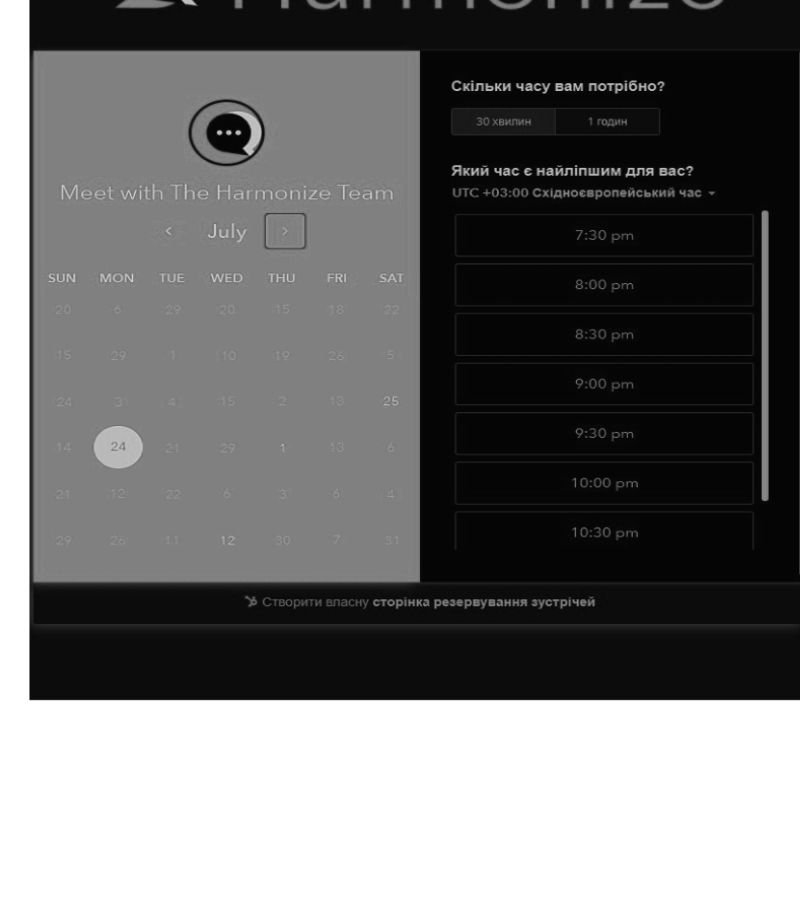 Harmonize
Meet with The Harmonize Team
< July >
SUN MON TUE WED THU FRI SAT
20 6 29 20 15 18 22
15 29 1 10 19 26 5
24 3 4 15 2 13 25
14 24 21 29 1 13 6
21 12 22 6 3 6 4
29 26 11 12 30 7 31
Скільки часу вам потрібно?
30 хвилин 1 годин
Який час є найліпшим для вас?
UTC +03:00 Східноєвропейський час
7:30 pm
8:00 pm
8:30 pm
9:00 pm
9:30 pm
10:00 pm
10:30 pm
Створити власну сторінка резервування зустрічей